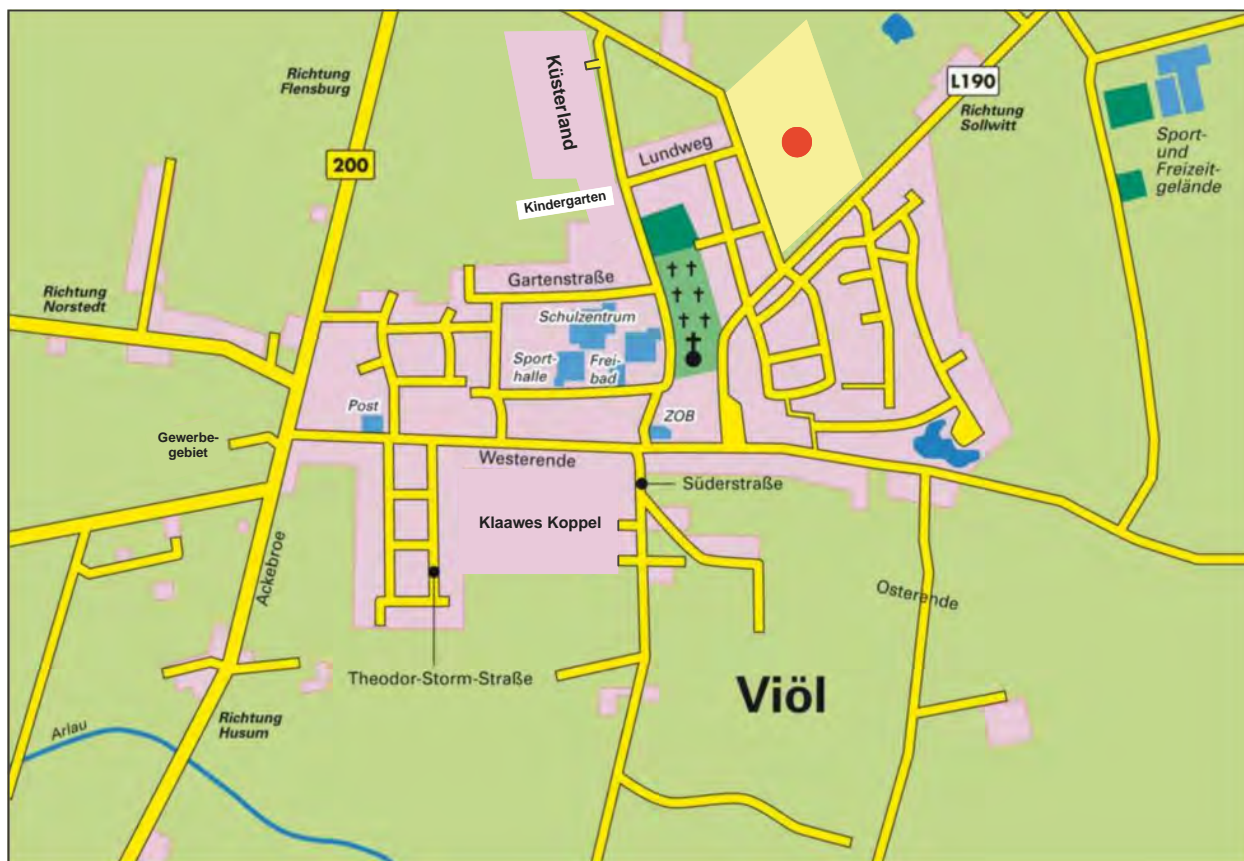 Richtung
Flensburg
200
Küsterland
Lundweg
L190
Richtung
Sollwitt
Sport-
und
Freizeit-
gelände
Kindergarten
Richtung
Norstedt
Gartenstraße
Schulzentrum
Sport-
halle
Frei-
bad
Post
ZOB
Gewerbe-
gebiet
Westerende
Süderstraße
Klaawes Koppel
Ackebroe
Osterende
Theodor-Storm-Straße
Viöl
Arlau
Richtung
Husum